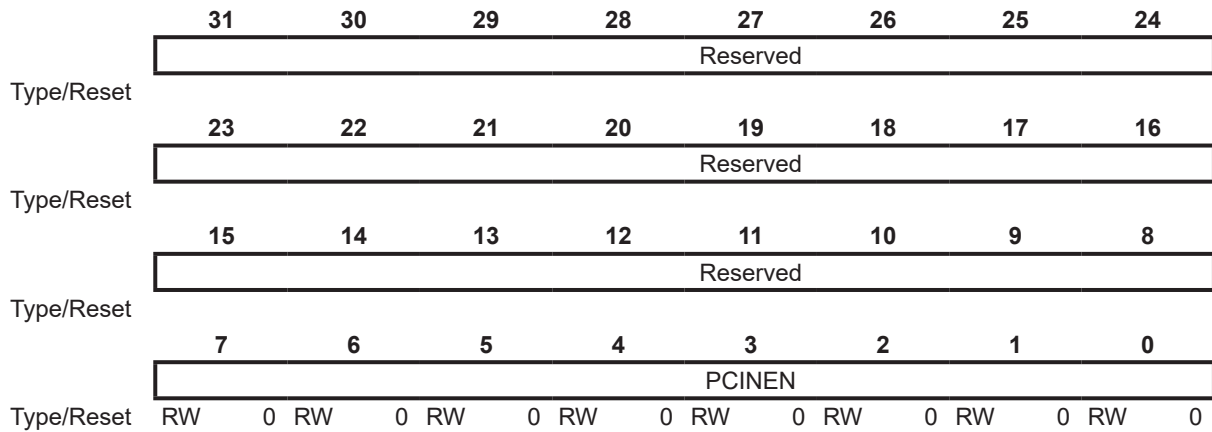 31 30 29 28 27 26 25 24
Reserved
Type/Reset
23 22 21 20 19 18 17 16
Reserved
Type/Reset
15 14 13 12 11 10 9 8
Reserved
Type/Reset
7 6 5 4 3 2 1 0
PCINEN
Type/Reset RW 0 RW 0 RW 0 RW 0 RW 0 RW 0 RW 0 RW 0